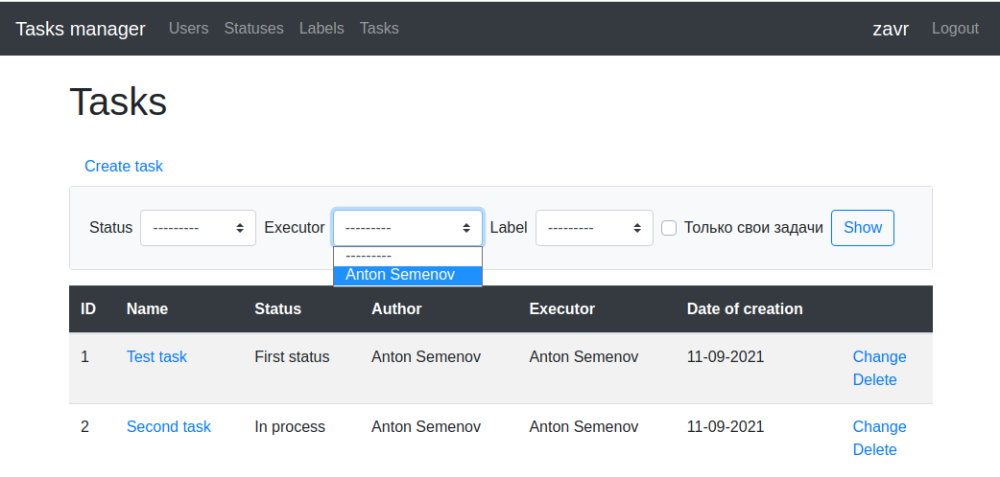 Tasks manager Users Statuses Labels Tasks zavr Logout
Tasks
Create task
Status --------- Executor --------- Label --------- Только свои задачи Show
---------
Anton Semenov
ID Name Status Author Executor Date of creation
1 Test task First status Anton Semenov Anton Semenov 11-09-2021 Change
Delete
2 Second task In process Anton Semenov Anton Semenov 11-09-2021 Change
Delete